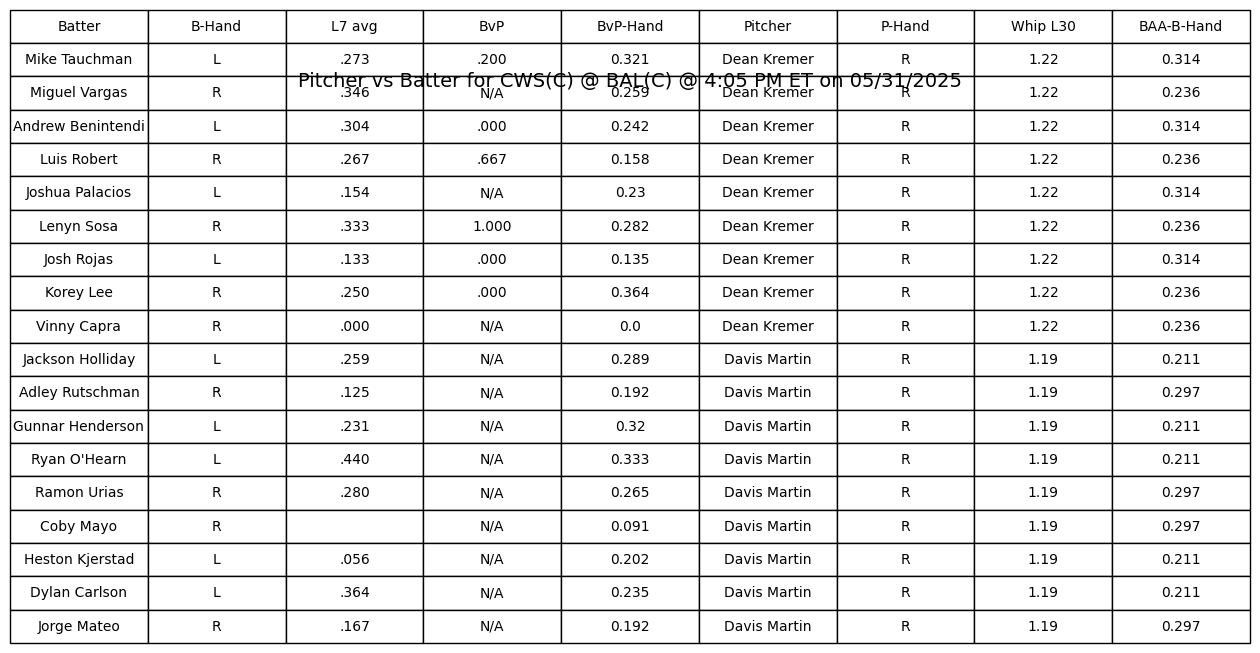 Batter B-Hand L7 avg BvP BvP-Hand Pitcher P-Hand Whip L30 BAA-B-Hand
Mike Tauchman L .273 .200 0.321 Dean Kremer R 1.22 0.314
Pitcher vs Batter for CWS(C) @ BAL(C) @ 4:05 PM ET on 05/31/2025
Miguel Vargas R .346 N/A 0.259 Dean Kremer R 1.22 0.236
Andrew Benintendi L .304 .000 0.242 Dean Kremer R 1.22 0.314
Luis Robert R .267 .667 0.158 Dean Kremer R 1.22 0.236
Joshua Palacios L .154 N/A 0.23 Dean Kremer R 1.22 0.314
Lenyn Sosa R .333 1.000 0.282 Dean Kremer R 1.22 0.236
Josh Rojas L .133 .000 0.135 Dean Kremer R 1.22 0.314
Korey Lee R .250 .000 0.364 Dean Kremer R 1.22 0.236
Vinny Capra R .000 N/A 0.0 Dean Kremer R 1.22 0.236
Jackson Holliday L .259 N/A 0.289 Davis Martin R 1.19 0.211
Adley Rutschman R .125 N/A 0.192 Davis Martin R 1.19 0.297
Gunnar Henderson L .231 N/A 0.32 Davis Martin R 1.19 0.211
Ryan O'Hearn L .440 N/A 0.333 Davis Martin R 1.19 0.211
Ramon Urias R .280 N/A 0.265 Davis Martin R 1.19 0.297
Coby Mayo R N/A 0.091 Davis Martin R 1.19 0.297
Heston Kjerstad L .056 N/A 0.202 Davis Martin R 1.19 0.211
Dylan Carlson L .364 N/A 0.235 Davis Martin R 1.19 0.211
Jorge Mateo R .167 N/A 0.192 Davis Martin R 1.19 0.297